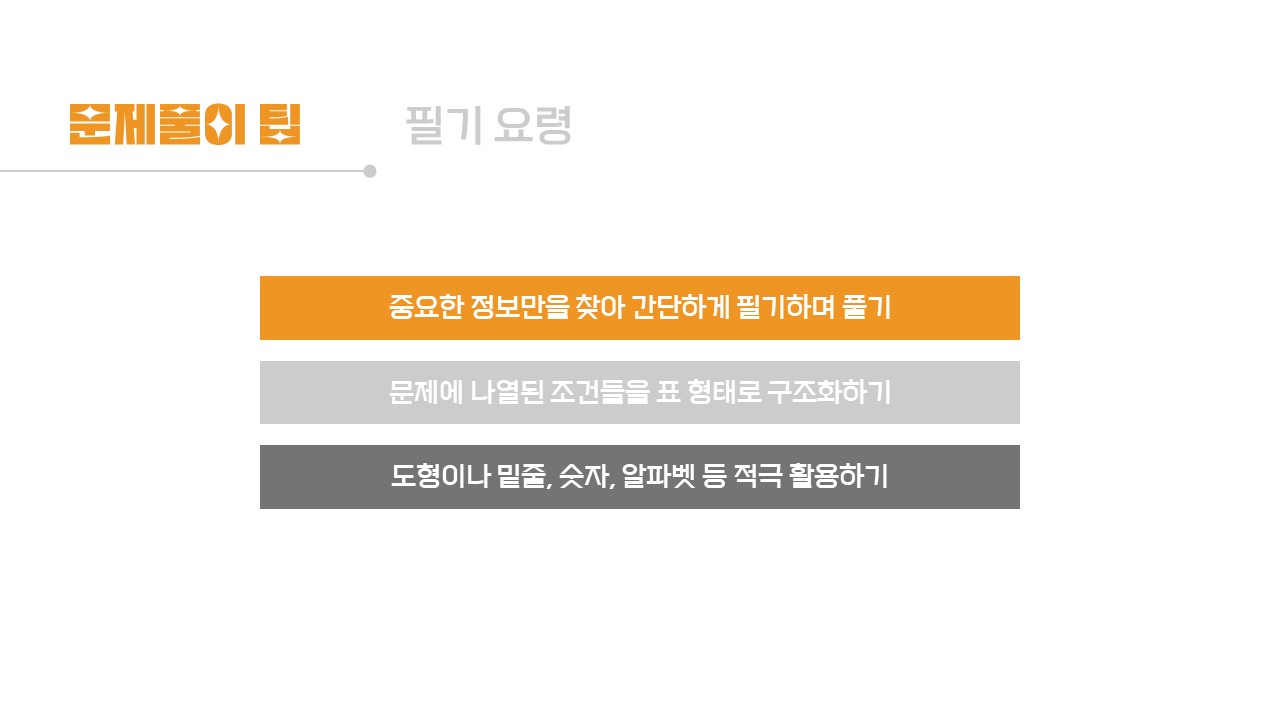 문제풀이 팁
필기 요령
중요한 정보만을 찾아 간단하게 필기하며 풀기
문제에 나열된 조건들을 표 형태로 구조화하기
도형이나 밑줄, 숫자, 알파벳 등 적극 활용하기